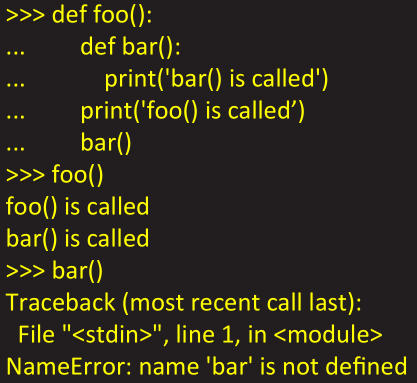 >>> def foo():
...     def bar():
...         print('bar() is called')
...     print('foo() is called’)
...     bar()
>>> foo()
foo() is called
bar() is called
>>> bar()
Traceback (most recent call last):
  File "<stdin>", line 1, in <module>
NameError: name 'bar' is not defined